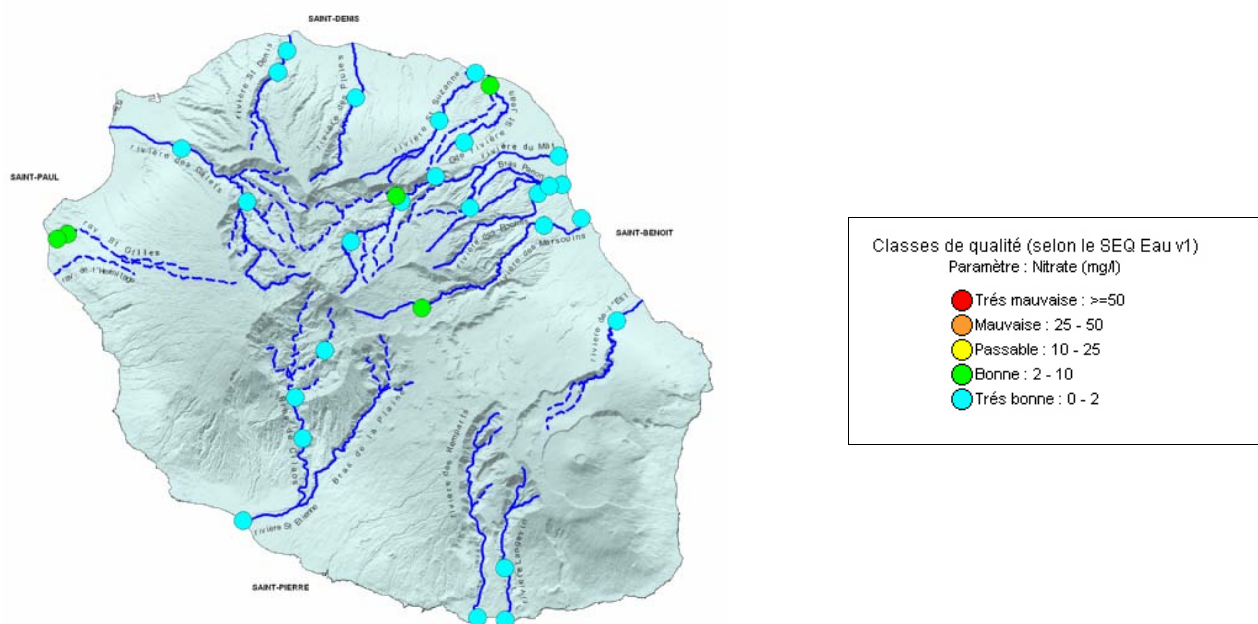 SAINT-DENIS
rivière St Denis
rivière des pluies
rivière St Suzanne
Gde rivière St Jean
rivière du Mât
Bras Panon
rivière des Galets
SAINT-PAUL
rav. St Gilles
rav. de l'Hermitage
SAINT-BENOIT
rivière des Marsouins
rivière de l'Est
Bras de la Plaine
rivière des Remparts
rivière Langevin
rivière St Etienne
SAINT-PIERRE
Classes de qualité (selon le SEQ Eau v1)
Paramètre : Nitrate (mg/l)
Trés mauvaise : >=50
Mauvaise : 25 - 50
Passable : 10 - 25
Bonne : 2 - 10
Trés bonne : 0 - 2